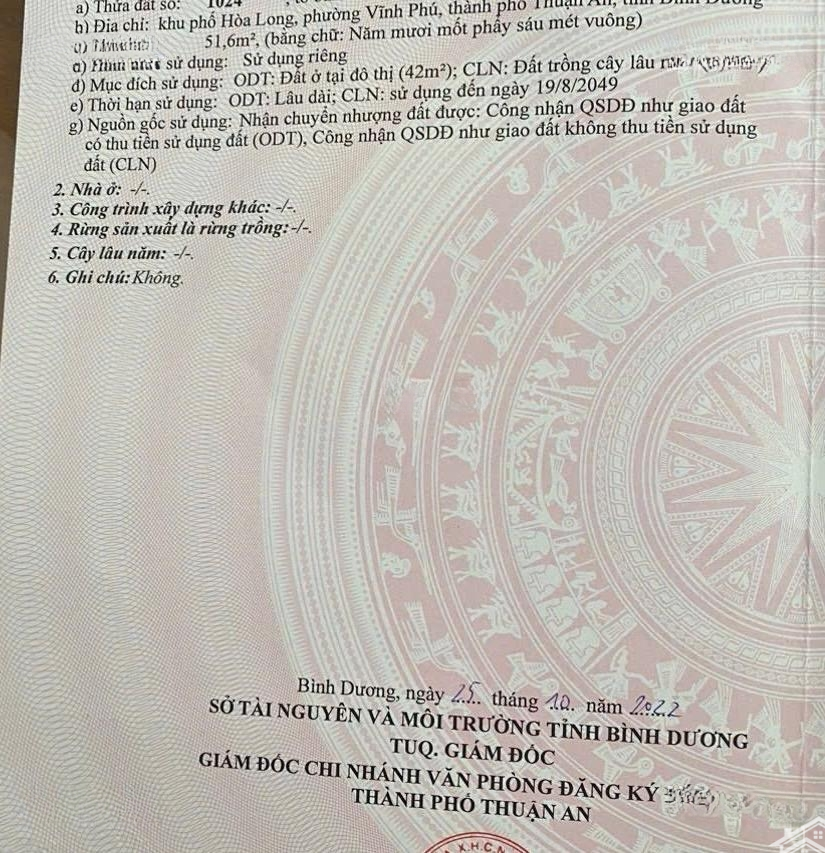 a) Thửa đất số: 1024
b) Địa chỉ: khu phố Hòa Long, phường Vĩnh Phú, thành phố Thuận An, tỉnh Bình Dương
51,6m², (bằng chữ: Năm mươi mốt phẩy sáu mét vuông)
sử dụng: Sử dụng riêng
d) Mục đích sử dụng: ODT: Đất ở tại đô thị (42m²); CLN: Đất trồng cây lâu
e) Thời hạn sử dụng: ODT: Lâu dài; CLN: sử dụng đến ngày 19/8/2049
g) Nguồn gốc sử dụng: Nhận chuyển nhượng đất được: Công nhận QSDĐ như giao đất
có thu tiền sử dụng đất (ODT), Công nhận QSDĐ như giao đất không thu tiền sử dụng
đất (CLN)
2. Nhà ở: -/-.
3. Công trình xây dựng khác: -/-.
4. Rừng sản xuất là rừng trồng: -/-.
5. Cây lâu năm: -/-.
6. Ghi chú: Không.
Bình Dương, ngày 25 tháng 10 năm 2022
SỞ TÀI NGUYÊN VÀ MÔI TRƯỜNG TỈNH BÌNH DƯƠNG
TUQ. GIÁM ĐỐC
GIÁM ĐỐC CHI NHÁNH VĂN PHÒNG ĐĂNG KÝ
THÀNH PHỐ THUẬN AN
X.H.C.N